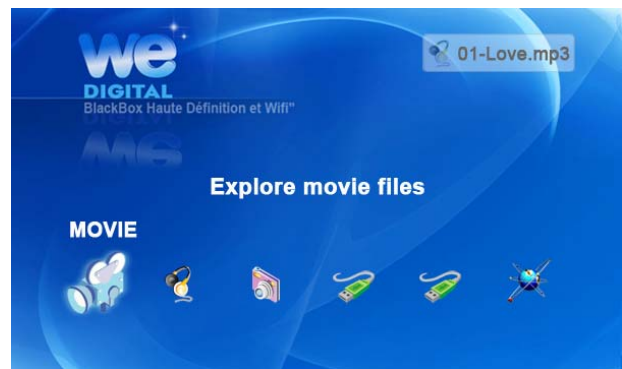 we
01-Love.mp3
DIGITAL
BlackBox Haute Définition et Wifi"
Explore movie files
MOVIE